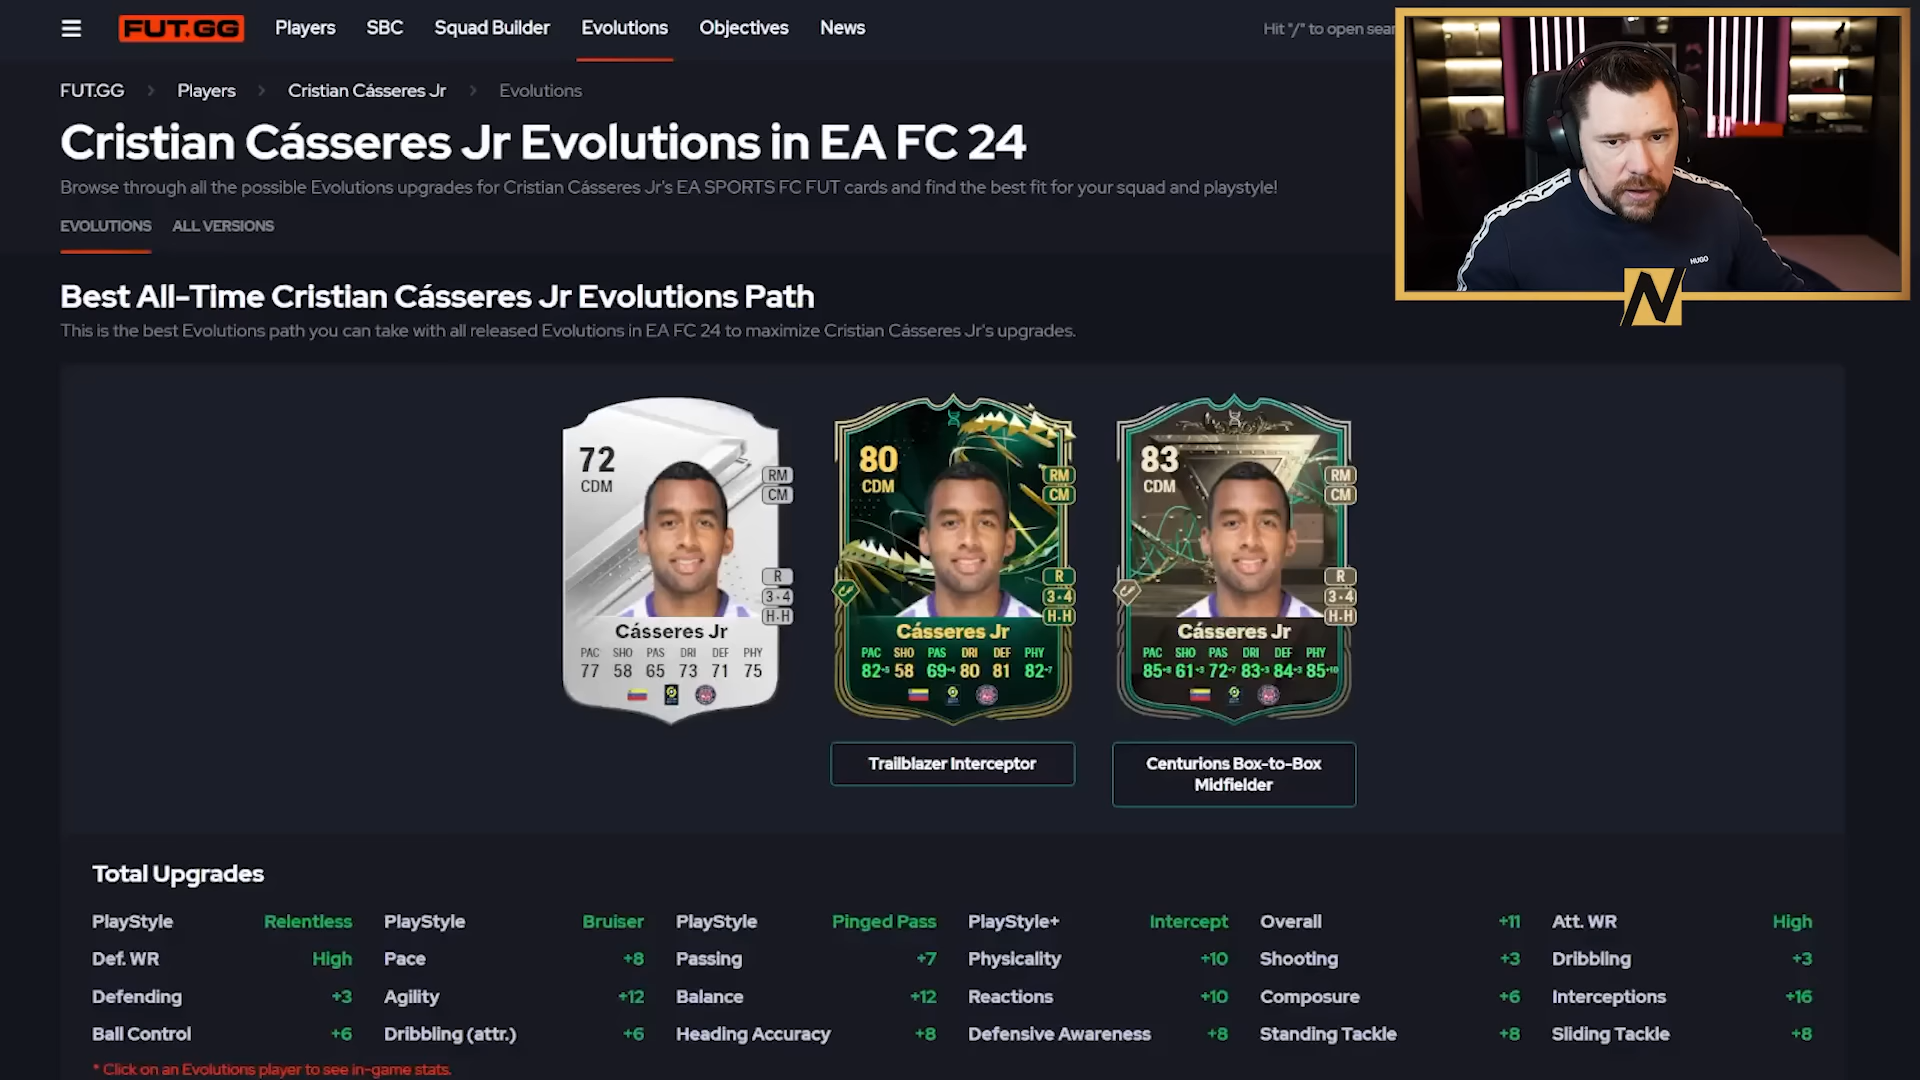 FUT.GG Players SBC Squad Builder Evolutions Objectives News Hit "/" to open sear
FUT.GG > Players > Cristian Cásseres Jr > Evolutions
Cristian Cásseres Jr Evolutions in EA FC 24
Browse through all the possible Evolutions upgrades for Cristian Cásseres Jr's EA SPORTS FC FUT cards and find the best fit for your squad and playstyle!
EVOLUTIONS ALL VERSIONS
HUGO
N
Best All-Time Cristian Cásseres Jr Evolutions Path
This is the best Evolutions path you can take with all released Evolutions in EA FC 24 to maximize Cristian Cásseres Jr's upgrades.
72
CDM
RM
CM
R
3·4
H·H
Cásseres Jr
PAC SHO PAS DRI DEF PHY
77 58 65 73 71 75
80
CDM
RM
CM
R
3·4
H·H
Cásseres Jr
PAC SHO PAS DRI DEF PHY
82+5 58 69+4 80 81 82+7
Trailblazer Interceptor
83
CDM
RM
CM
R
3·4
H·H
Cásseres Jr
PAC SHO PAS DRI DEF PHY
85+8 61+3 72+7 83+3 84+3 85+10
Centurions Box-to-Box
Midfielder
Total Upgrades
PlayStyle Relentless PlayStyle Bruiser PlayStyle Pinged Pass PlayStyle+ Intercept Overall +11 Att. WR High
Def. WR High Pace +8 Passing +7 Physicality +10 Shooting +3 Dribbling +3
Defending +3 Agility +12 Balance +12 Reactions +10 Composure +6 Interceptions +16
Ball Control +6 Dribbling (attr.) +6 Heading Accuracy +8 Defensive Awareness +8 Standing Tackle +8 Sliding Tackle +8
* Click on an Evolutions player to see in-game stats.